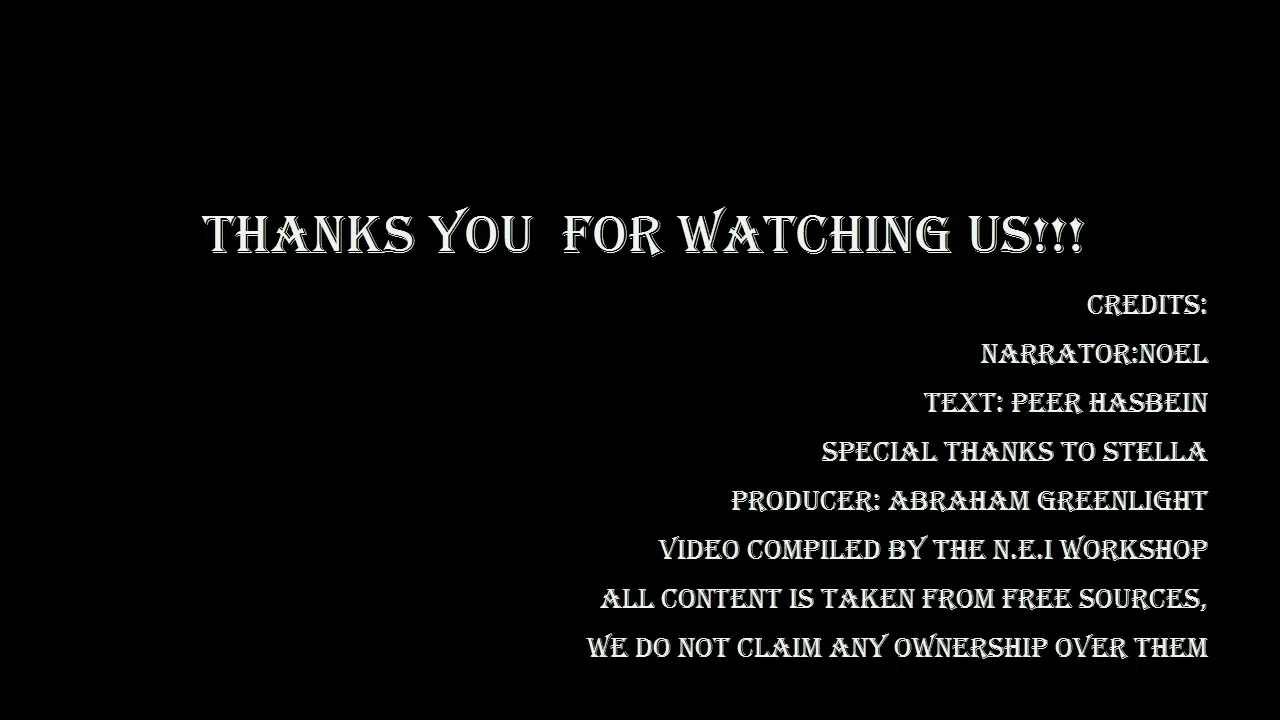 THANKS YOU  FOR WATCHING US!!!
CREDITS:
NARRATOR:NOEL
TEXT: PEER HASBEIN
SPECIAL THANKS TO STELLA
PRODUCER: ABRAHAM GREENLIGHT
VIDEO COMPILED BY THE N.E.I WORKSHOP
ALL CONTENT IS TAKEN FROM FREE SOURCES,
WE DO NOT CLAIM ANY OWNERSHIP OVER THEM